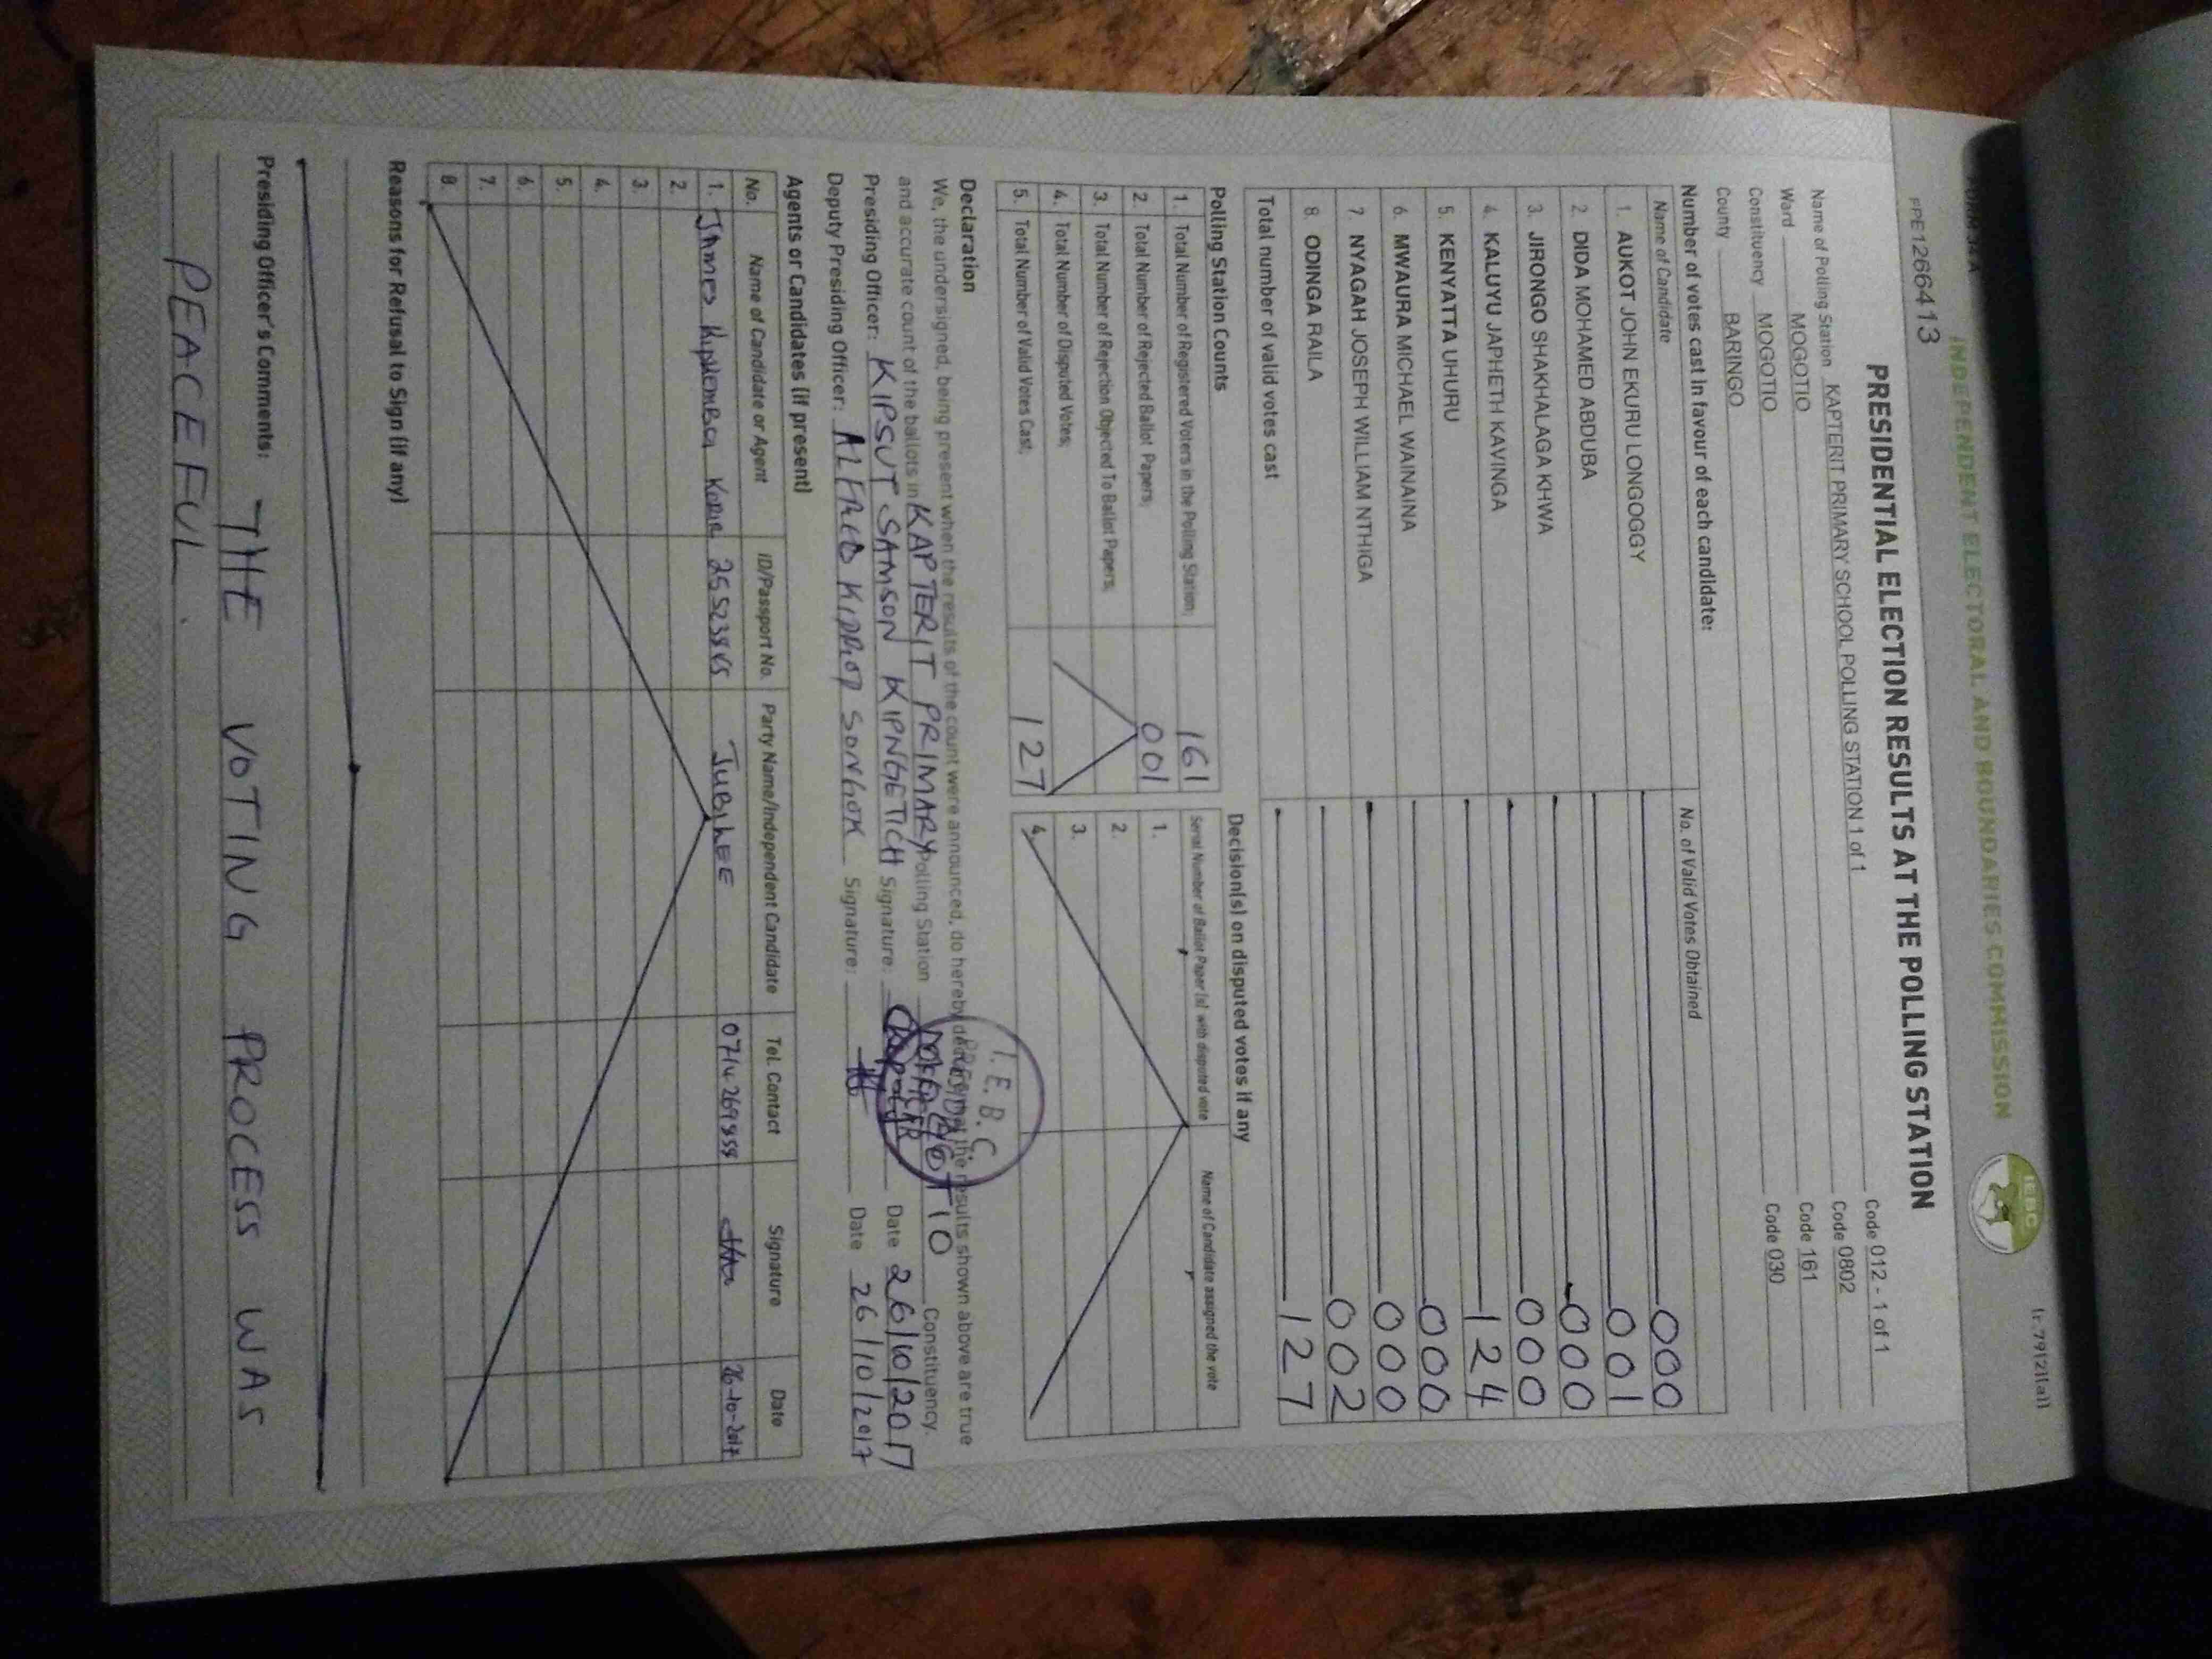 FORM 34 A
INDEPENDENT ELECTORAL AND BOUNDARIES COMMISSION
IEBC
PRE1266413
PRESIDENTIAL ELECTION RESULTS AT THE POLLING STATION
Name of Polling Station KAPTERIT PRIMARY SCHOOL POLLING STATION 1 of 1 Code 012 - 1 of 1
Ward MOGOTIO Code 0802
Constituency MOGOTIO Code 161
County BARINGO Code 030
Number of votes cast in favour of each candidate:
Name of Candidate No. of Valid Votes Obtained
1. AUKOT JOHN EKURU LONGOGGY 000
2. DIDA MOHAMED ABDUBA 001
3. JIRONGO SHAKHALAGA KHWA 000
4. KALUYU JAPHETH KAVINGA 000
5. KENYATTA UHURU 124
6. MWAURA MICHAEL WAINAINA 000
7. NYAGAH JOSEPH WILLIAM NTHIGA 000
8. ODINGA RAILA 002
Total number of valid votes cast 127
Polling Station Counts
1. Total Number of Registered Voters in the Polling Station; 161
2. Total Number of Rejected Ballot Papers; 001
3. Total Number of Rejection Objected To Ballot Papers;
4. Total Number of Disputed Votes;
5. Total Number of Valid Votes Cast; 127
Decision(s) on disputed votes if any
Serial Number of Ballot Paper (s) with disputed vote Name of Candidate assigned the vote
1.
2.
3.
4.
Declaration
We, the undersigned, being present when the results of the count were announced, do hereby declare that the results shown above are true
and accurate count of the ballots in KAPTERIT PRIMARY Polling Station MOGOTIO Constituency.
Presiding Officer: KIPSUT SAMSON KIPNGETICH Signature: Date 26/10/2017
Deputy Presiding Officer: ALFRED KIPROP SONGOK Signature: Date 26/10/2017
I.E.B.C
PRESIDING
OFFICER
Agents or Candidates (if present)
No. Name of Candidate or Agent ID/Passport No. Party Name/Independent Candidate Tel. Contact Signature Date
1. James Kiplomba JUBILEE 26-10-2017
2.
3.
4.
5.
6.
7.
8.
Reasons for Refusal to Sign (if any)
Presiding Officer's Comments: THE VOTING PROCESS WAS
PEACEFUL.